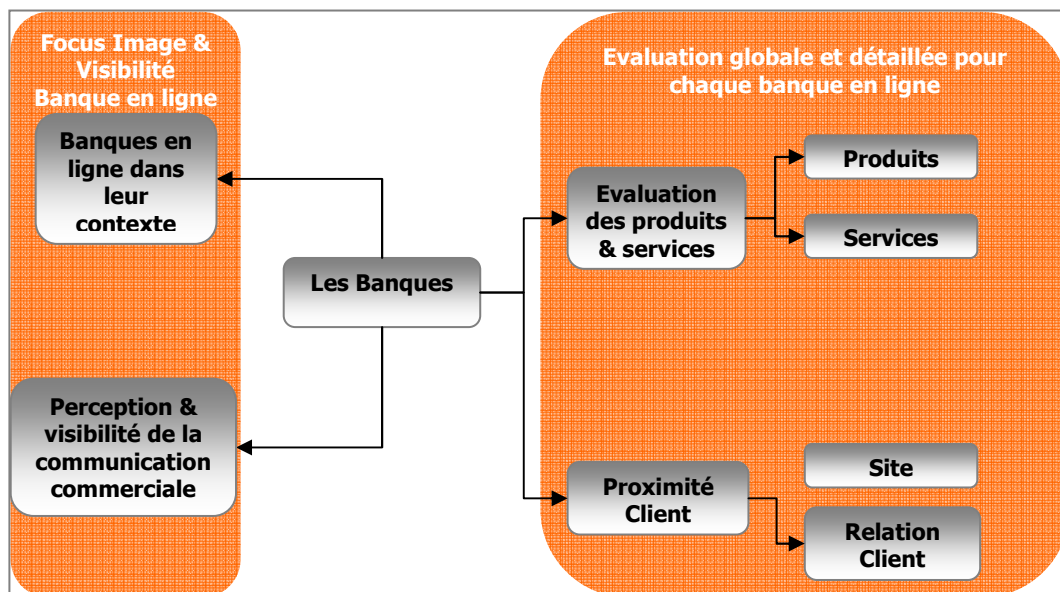 Focus Image &
Visibilité
Banque en ligne
Banques en
ligne dans
leur
contexte
Perception &
visibilité de la
communication
commerciale
Les Banques
Evaluation globale et détaillée pour
chaque banque en ligne
Evaluation
des produits
& services
Produits
Services
Proximité
Client
Site
Relation
Client